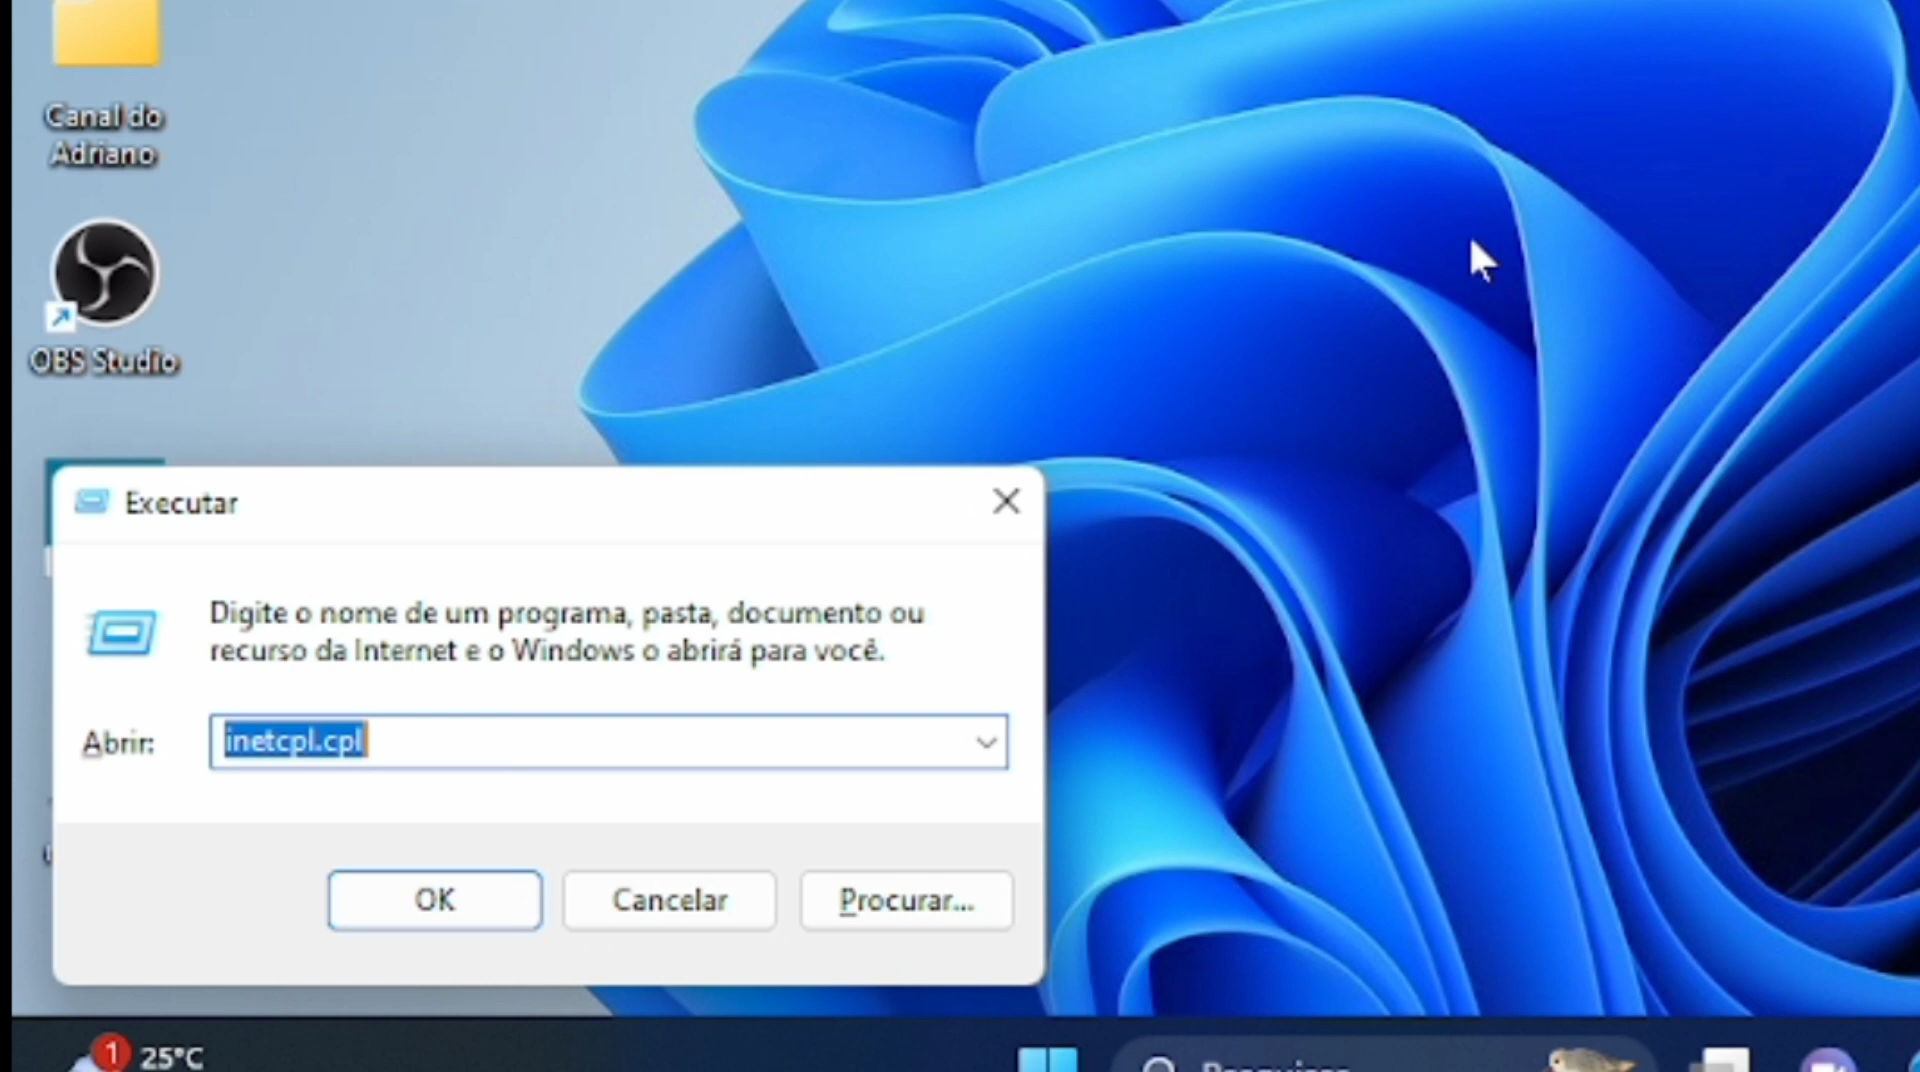 Canal do
Adriano
OBS Studio
Executar
Digite o nome de um programa, pasta, documento ou
recurso da Internet e o Windows o abrirá para você.
Abrir:
inetcpl.cpl
OK
Cancelar
Procurar...
1
25°C